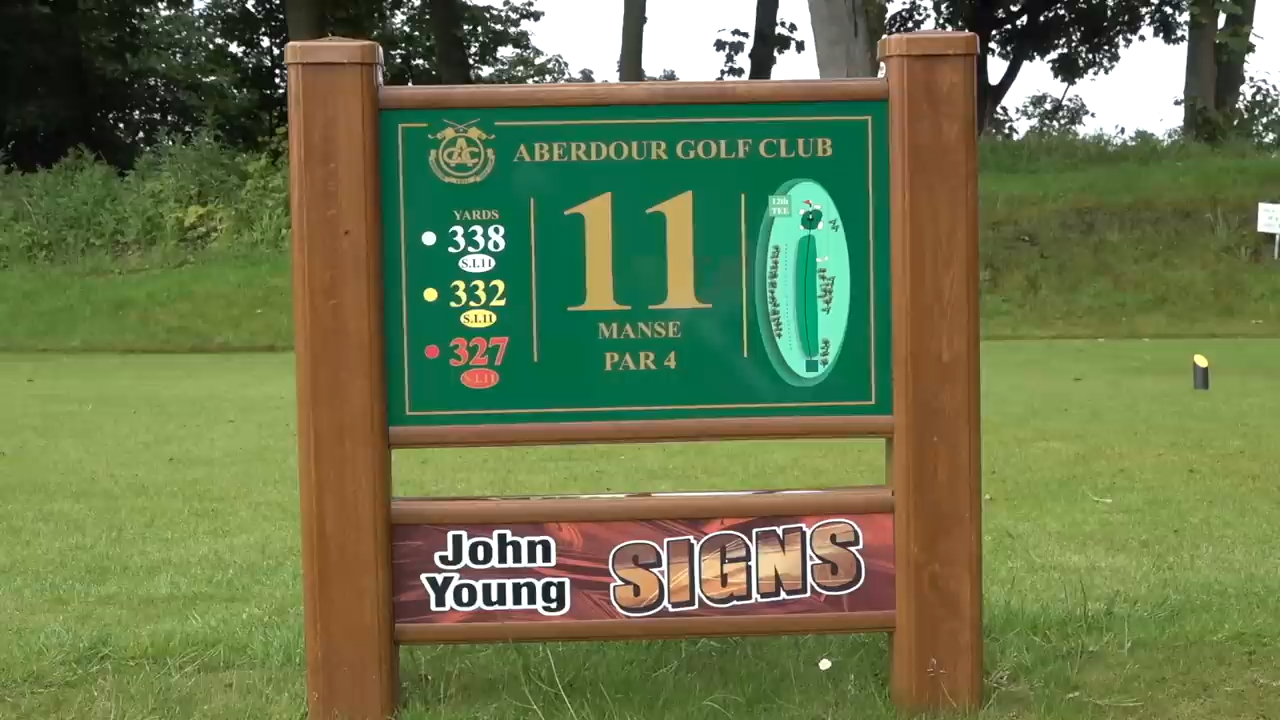 ABERDOUR GOLF CLUB
YARDS
338
S.I.11
332
S.I.11
327
S.I.11
11
MANSE
PAR 4
12th
TEE
John
Young
SIGNS